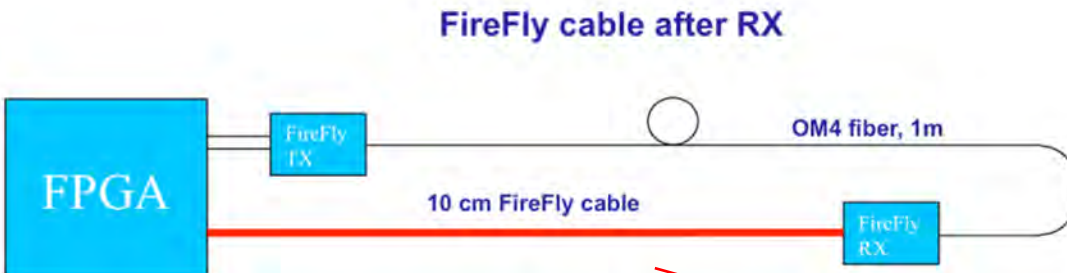 FireFly cable after RX
FireFly
TX
OM4 fiber, 1m
FPGA
10 cm FireFly cable
FireFly
RX